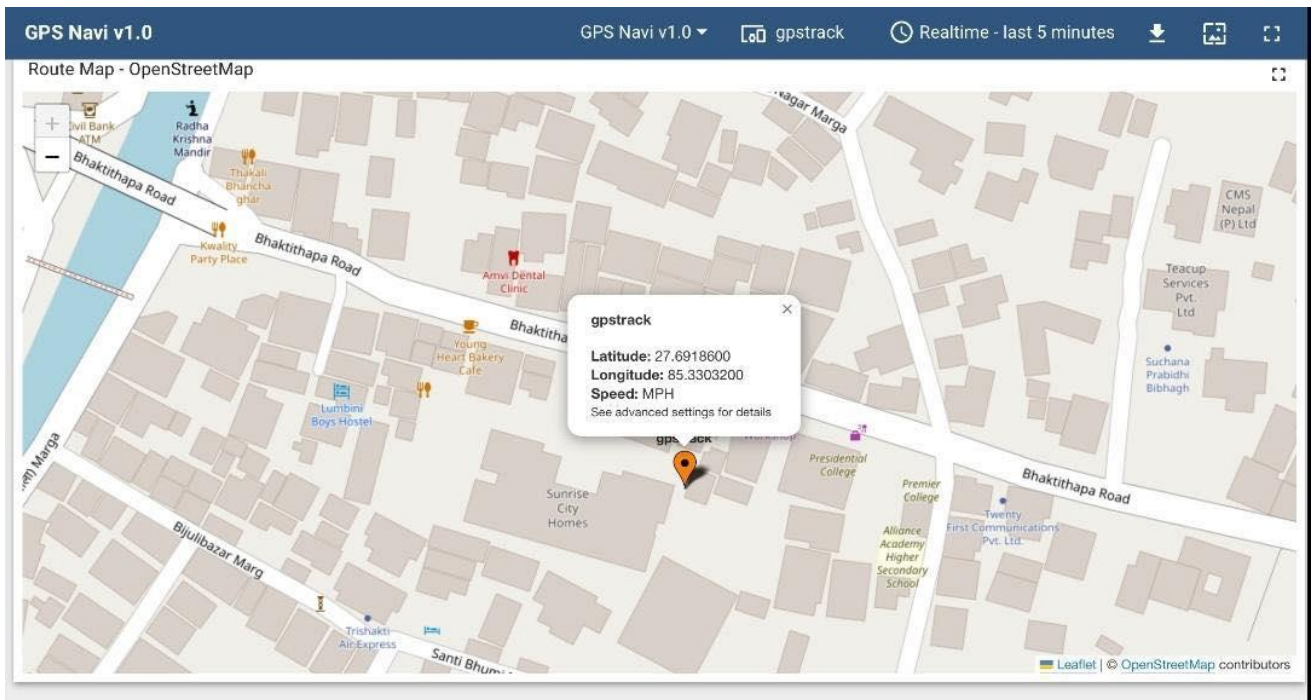 GPS Navi v1.0
GPS Navi v1.0
gpstrack
Realtime - last 5 minutes
Route Map - OpenStreetMap
+
−
ivil Bank
ATM
Radha
Krishna
Mandir
Nagar Marga
Bhaktithapa Road
Thakali
Bhancha
ghar
Kwality
Party Place
Bhaktithapa Road
Amvi Dental
Clinic
CMS
Nepal
(P) Ltd
Teacup
Services
Pvt.
Ltd
Bhaktitha
Young
Heart Bakery
Cafe
gpstrack
×
Latitude: 27.6918600
Longitude: 85.3303200
Speed: MPH
See advanced settings for details
Suchana
Prabidhi
Bibhagh
Lumbini
Boys Hostel
Marga
Workshop
Presidential
College
Premier
College
Bhaktithapa Road
Sunrise
City
Homes
Twenty
First Communications
Pvt. Ltd.
Alliance
Academy
Higher
Secondary
School
Bijulibazar Marg
Trishakti
Air Express
Santi Bhumi
Leaflet | © OpenStreetMap contributors